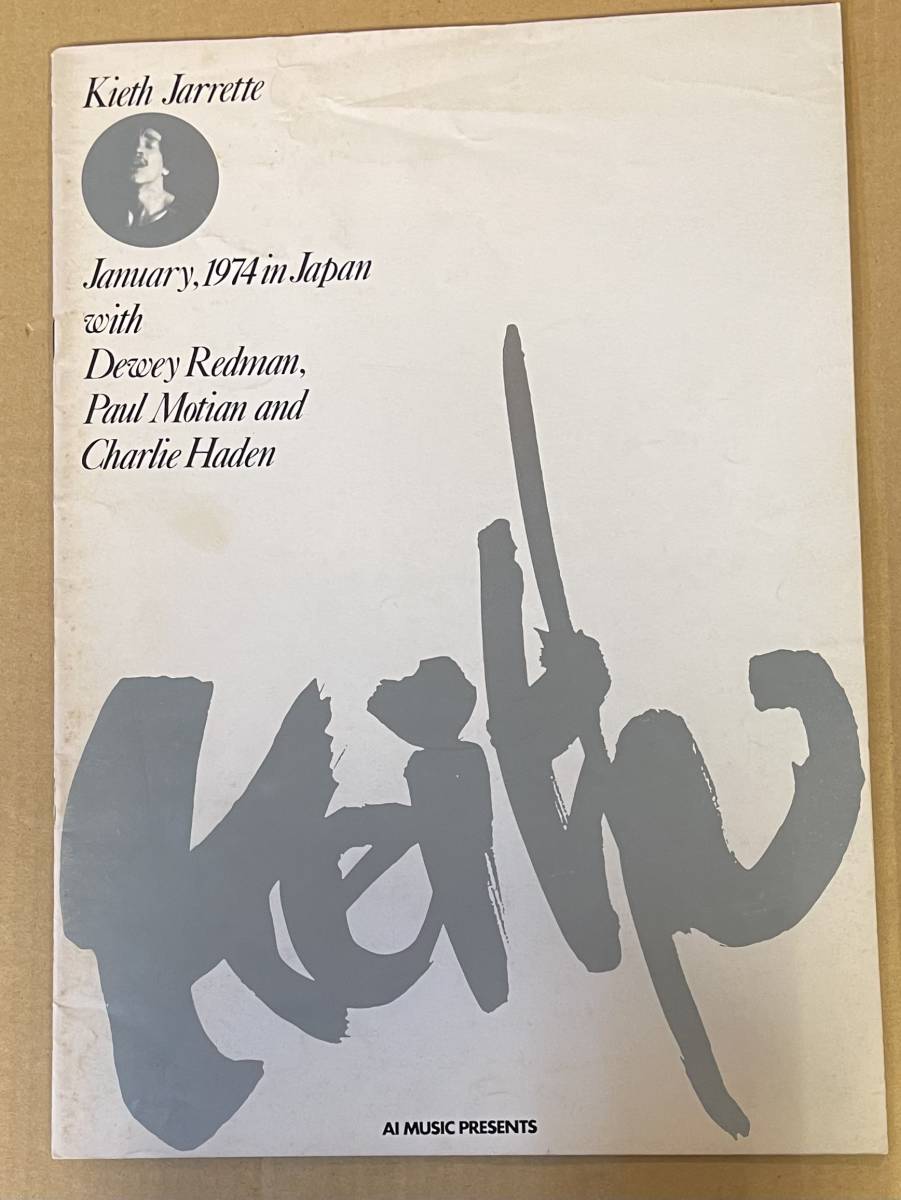 Kieth Jarrette
January, 1974 in Japan
with
Dewey Redman,
Paul Motian and
Charlie Haden
Keith
AI MUSIC PRESENTS